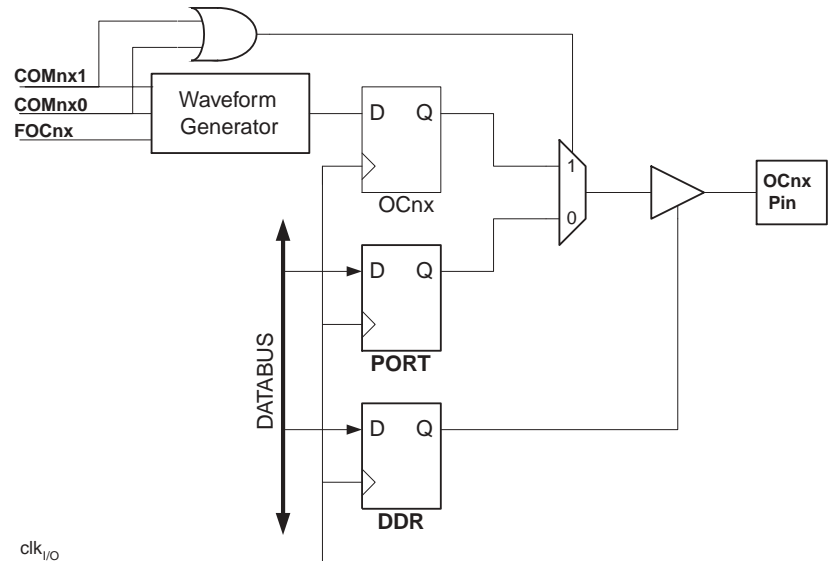 COMnx1
COMnx0
FOCnx
Waveform
Generator
D Q
OCnx
1
0
OCnx
Pin
D Q
PORT
DATABUS
D Q
DDR
clkI/O